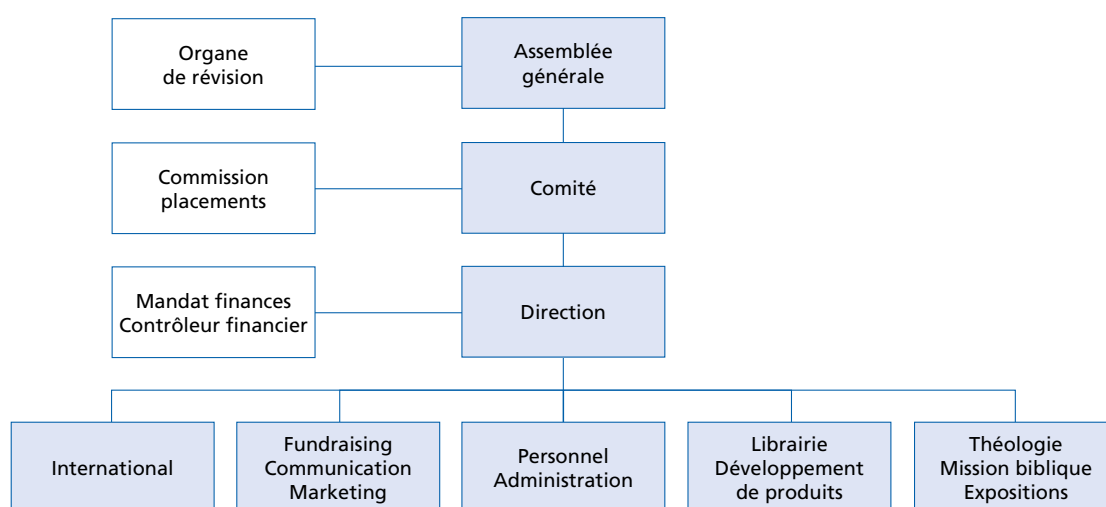 Organe
de révision
Assemblée
générale
Commission
placements
Comité
Mandat finances
Contrôleur financier
Direction
International
Fundraising
Communication
Marketing
Personnel
Administration
Librairie
Développement
de produits
Théologie
Mission biblique
Expositions